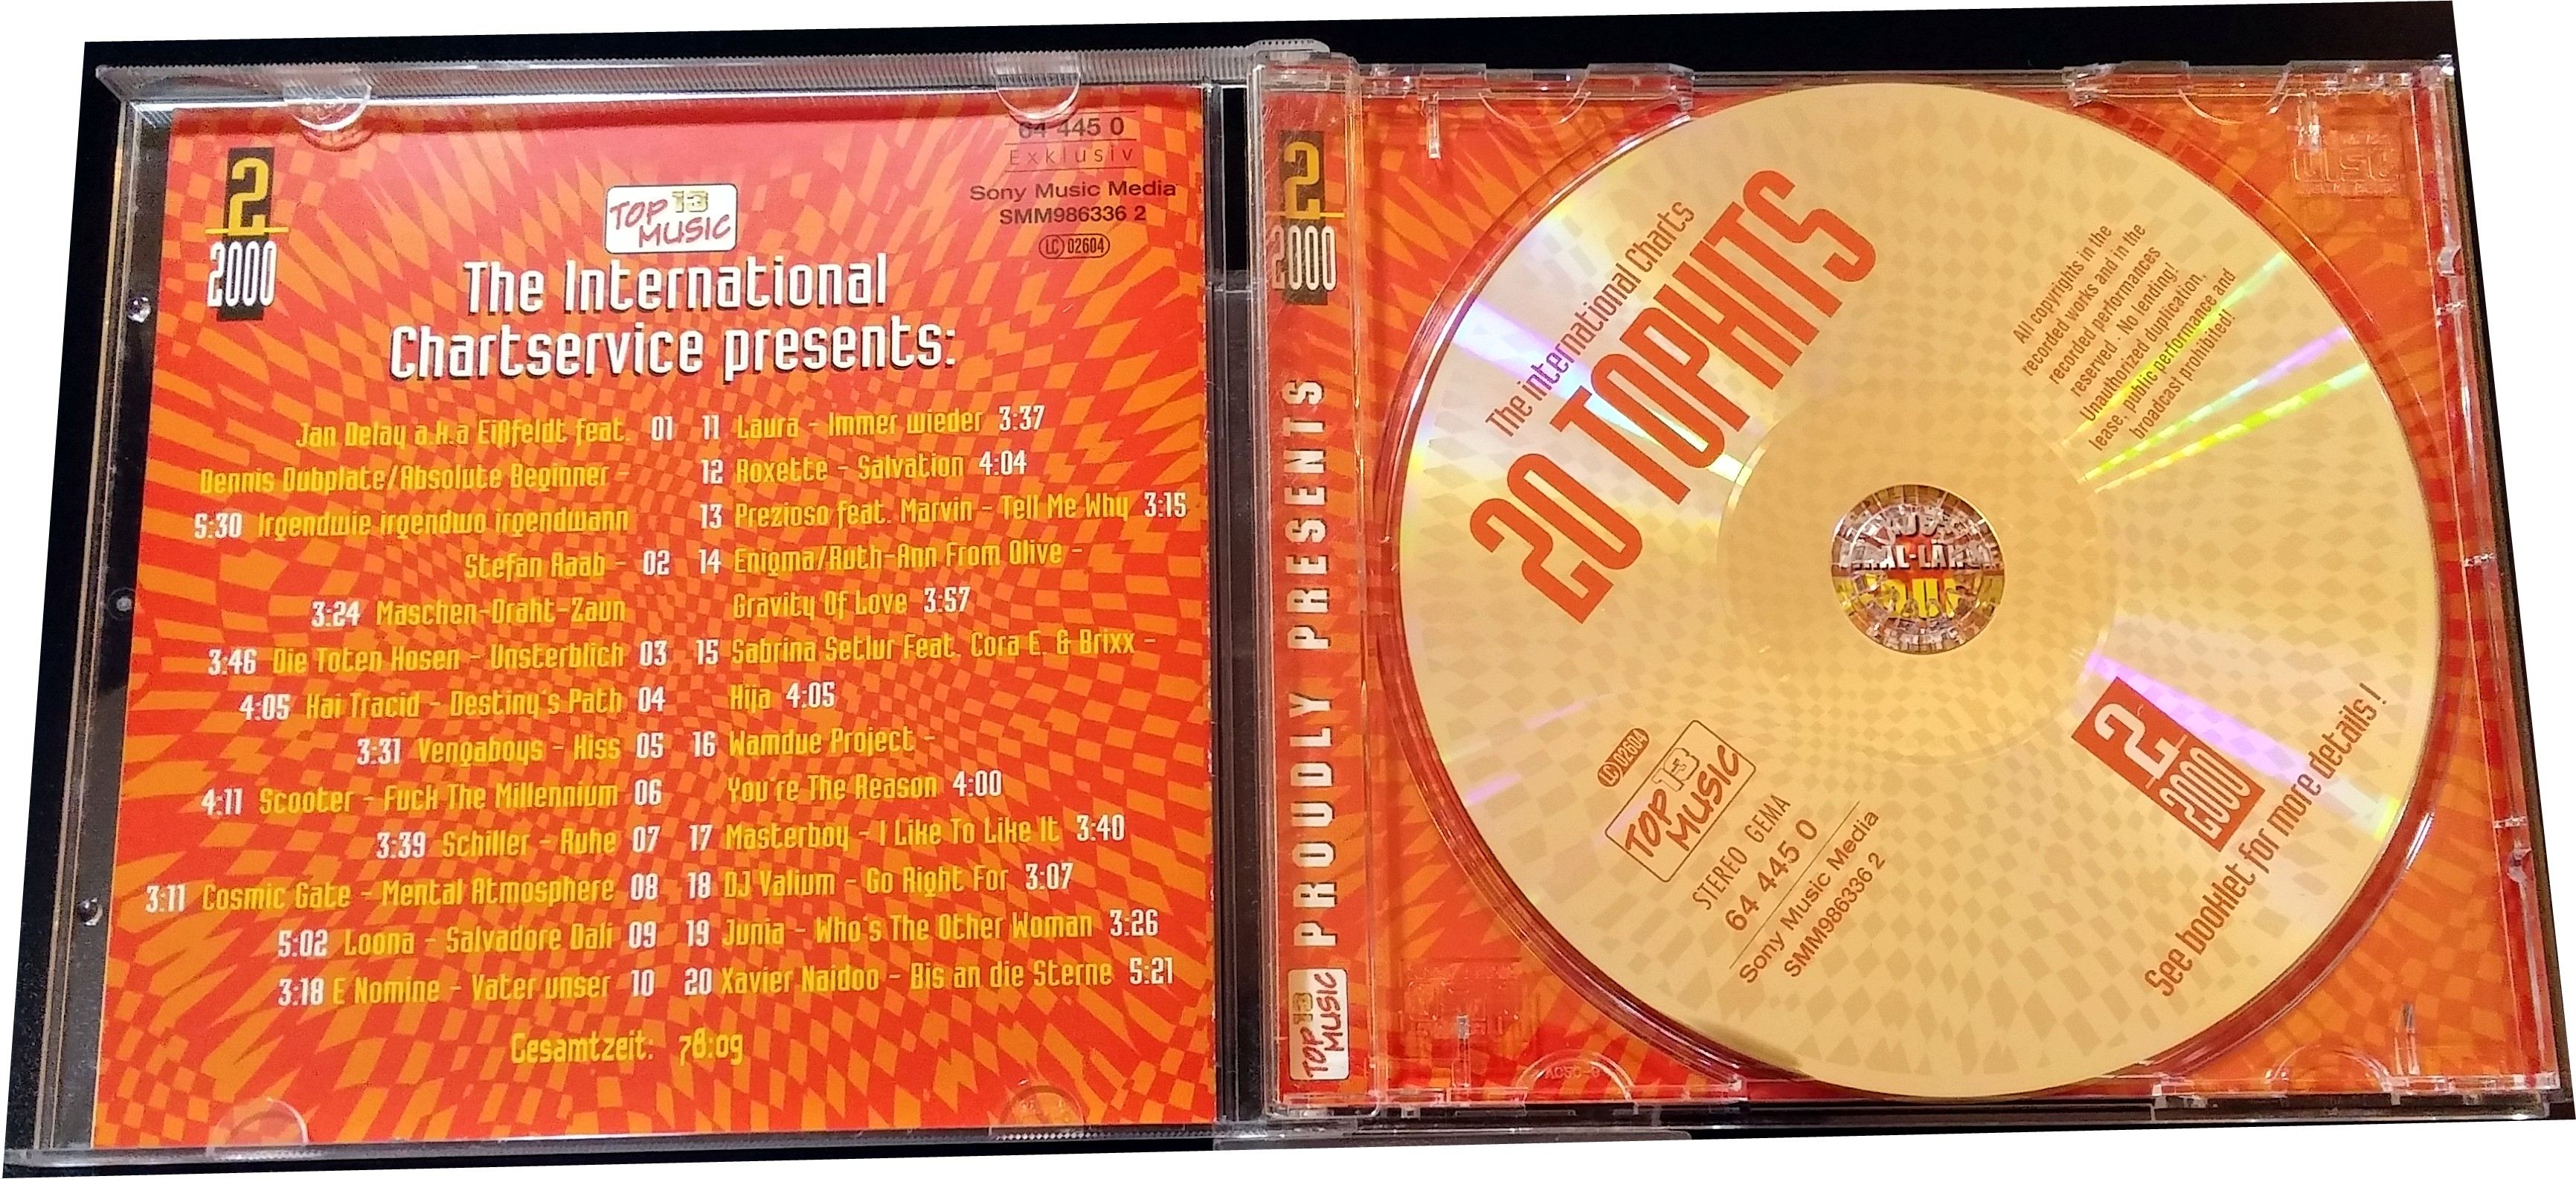 2
2000
64 445 0
Exklusiv
Sony Music Media
SMM986336 2
LC 02604
TOP 13
MUSIC
The International
Chartservice presents:
Jan Delay a.k.a Eißfeldt feat. 01
Dennis Dubplate/Absolute Beginner -
5:30 Irgendwie irgendwo irgendwann
Stefan Raab - 02
3:24 Maschen-Draht-Zaun
3:46 Die Toten Hosen - Unsterblich 03
4:05 Kai Tracid - Destiny's Path 04
3:31 Vengaboys - Kiss 05
4:11 Scooter - Fuck The Millennium 06
3:39 Schiller - Ruhe 07
3:11 Cosmic Gate - Mental Atmosphere 08
5:02 Loona - Salvadore Dali 09
3:18 E Nomine - Vater unser 10
11 Laura - Immer wieder 3:37
12 Roxette - Salvation 4:04
13 Prezioso feat. Marvin - Tell Me Why 3:15
14 Enigma/Ruth-Ann From Olive -
Gravity Of Love 3:57
15 Sabrina Setlur Feat. Cora E. & Brixx -
Hija 4:05
16 Wamdue Project -
You're The Reason 4:00
17 Masterboy - I Like To Like It 3:40
18 DJ Valium - Go Right For 3:07
19 Junia - Who's The Other Woman 3:26
20 Xavier Naidoo - Bis an die Sterne 5:21
Gesamtzeit: 78:09
2
2000
PROUDLY PRESENTS
TOP 13
MUSIC
The international Charts
20 TOPHITS
All copyrights in the
recorded works and in the
recorded performances
reserved. No lending!
Unauthorized duplication,
lease, public performance and
broadcast prohibited!
LC 02604
TOP 13
MUSIC
STEREO GEMA
64 445 0
Sony Music Media
SMM986336 2
2
2000
See booklet for more details!
disc